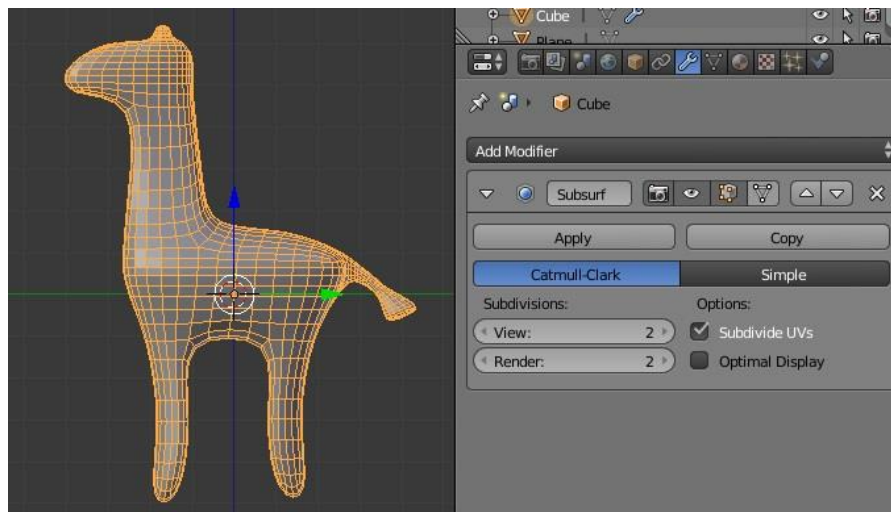 Cube
Plane
Cube
Add Modifier
Subsurf
Apply Copy
Catmull-Clark Simple
Subdivisions: Options:
View: 2 Subdivide UVs
Render: 2 Optimal Display